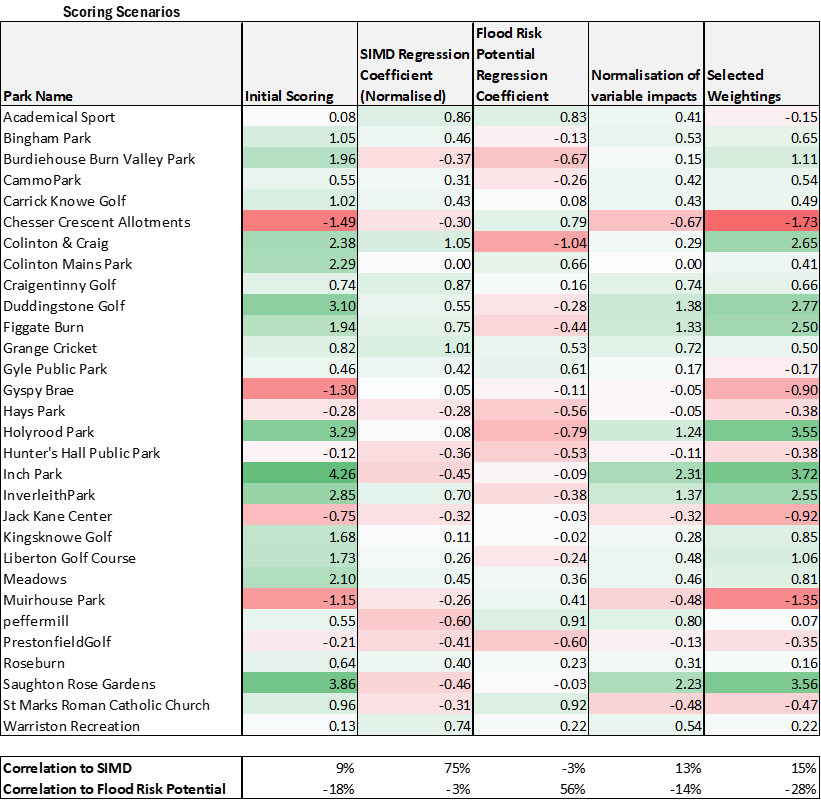 Scoring Scenarios
Park Name Initial Scoring SIMD Regression Coefficient (Normalised) Flood Risk Potential Regression Coefficient Normalisation of variable impacts Selected Weightings
Academical Sport 0.08 0.86 0.83 0.41 -0.15
Bingham Park 1.05 0.46 -0.13 0.53 0.65
Burdiehouse Burn Valley Park 1.96 -0.37 -0.67 0.15 1.11
CammoPark 0.55 0.31 -0.26 0.42 0.54
Carrick Knowe Golf 1.02 0.43 0.08 0.43 0.49
Chesser Crescent Allotments -1.49 -0.30 0.79 -0.67 -1.73
Colinton & Craig 2.38 1.05 -1.04 0.29 2.65
Colinton Mains Park 2.29 0.00 0.66 0.00 0.41
Craigentinny Golf 0.74 0.87 0.16 0.74 0.66
Duddingstone Golf 3.10 0.55 -0.28 1.38 2.77
Figgate Burn 1.94 0.75 -0.44 1.33 2.50
Grange Cricket 0.82 1.01 0.53 0.72 0.50
Gyle Public Park 0.46 0.42 0.61 0.17 -0.17
Gyspy Brae -1.30 0.05 -0.11 -0.05 -0.90
Hays Park -0.28 -0.28 -0.56 -0.05 -0.38
Holyrood Park 3.29 0.08 -0.79 1.24 3.55
Hunter's Hall Public Park -0.12 -0.36 -0.53 -0.11 -0.38
Inch Park 4.26 -0.45 -0.09 2.31 3.72
InverleithPark 2.85 0.70 -0.38 1.37 2.55
Jack Kane Center -0.75 -0.32 -0.03 -0.32 -0.92
Kingsknowe Golf 1.68 0.11 -0.02 0.28 0.85
Liberton Golf Course 1.73 0.26 -0.24 0.48 1.06
Meadows 2.10 0.45 0.36 0.46 0.81
Muirhouse Park -1.15 -0.26 0.41 -0.48 -1.35
peffermill 0.55 -0.60 0.91 0.80 0.07
PrestonfieldGolf -0.21 -0.41 -0.60 -0.13 -0.35
Roseburn 0.64 0.40 0.23 0.31 0.16
Saughton Rose Gardens 3.86 -0.46 -0.03 2.23 3.56
St Marks Roman Catholic Church 0.96 -0.31 0.92 -0.48 -0.47
Warriston Recreation 0.13 0.74 0.22 0.54 0.22
Correlation to SIMD 9% 75% -3% 13% 15%
Correlation to Flood Risk Potential -18% -3% 56% -14% -28%